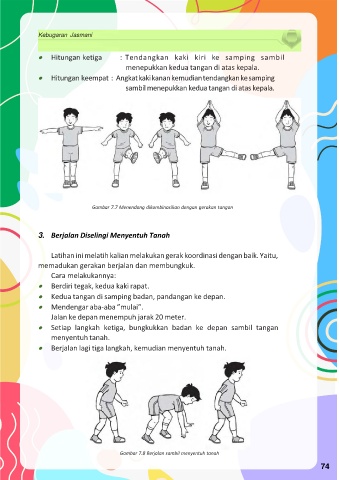 Kebugaran Jasmani
• Hitungan ketiga : Tendangkan kaki kiri ke samping sambil
menepukkan kedua tangan di atas kepala.
• Hitungan keempat : Angkat kaki kanan kemudian tendangkan ke samping
sambil menepukkan kedua tangan di atas kepala.
Gambar 7.7 Menendang dikombinasikan dengan gerakan tangan
3. Berjalan Diselingi Menyentuh Tanah
Latihan ini melatih kalian melakukan gerak koordinasi dengan baik. Yaitu,
memadukan gerakan berjalan dan membungkuk.
Cara melakukannya:
• Berdiri tegak, kedua kaki rapat.
• Kedua tangan di samping badan, pandangan ke depan.
• Mendengar aba-aba “mulai”.
Jalan ke depan menempuh jarak 20 meter.
• Setiap langkah ketiga, bungkukkan badan ke depan sambil tangan
menyentuh tanah.
• Berjalan lagi tiga langkah, kemudian menyentuh tanah.
Gambar 7.8 Berjalan sambil menyentuh tanah
74